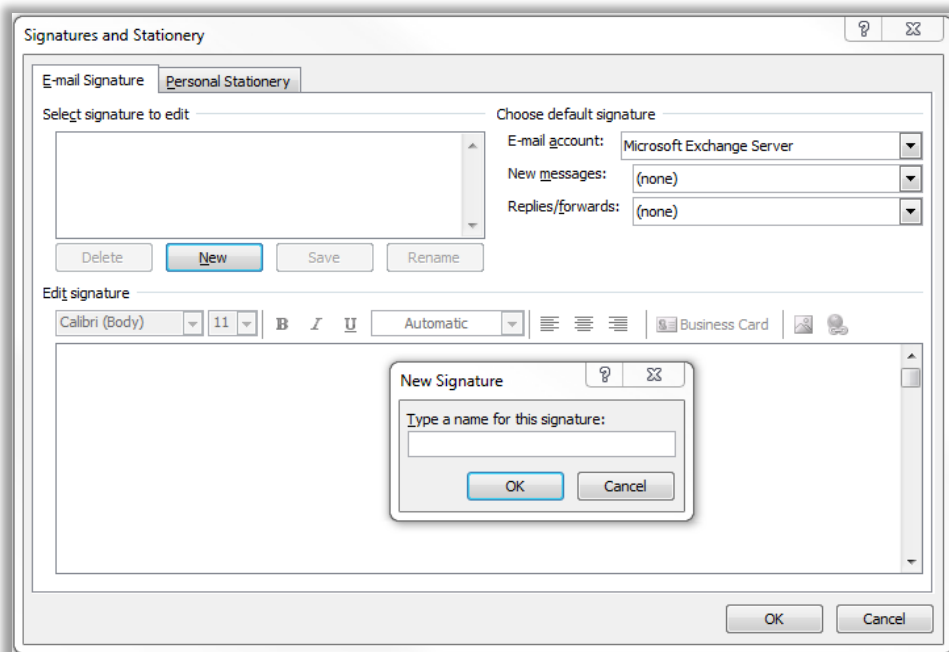 Signatures and Stationery
E-mail Signature Personal Stationery
Select signature to edit
Choose default signature
E-mail account: Microsoft Exchange Server
New messages: (none)
Replies/forwards: (none)
Delete New Save Rename
Edit signature
Calibri (Body) 11 B I U Automatic Business Card
New Signature
Type a name for this signature:
OK Cancel
OK Cancel